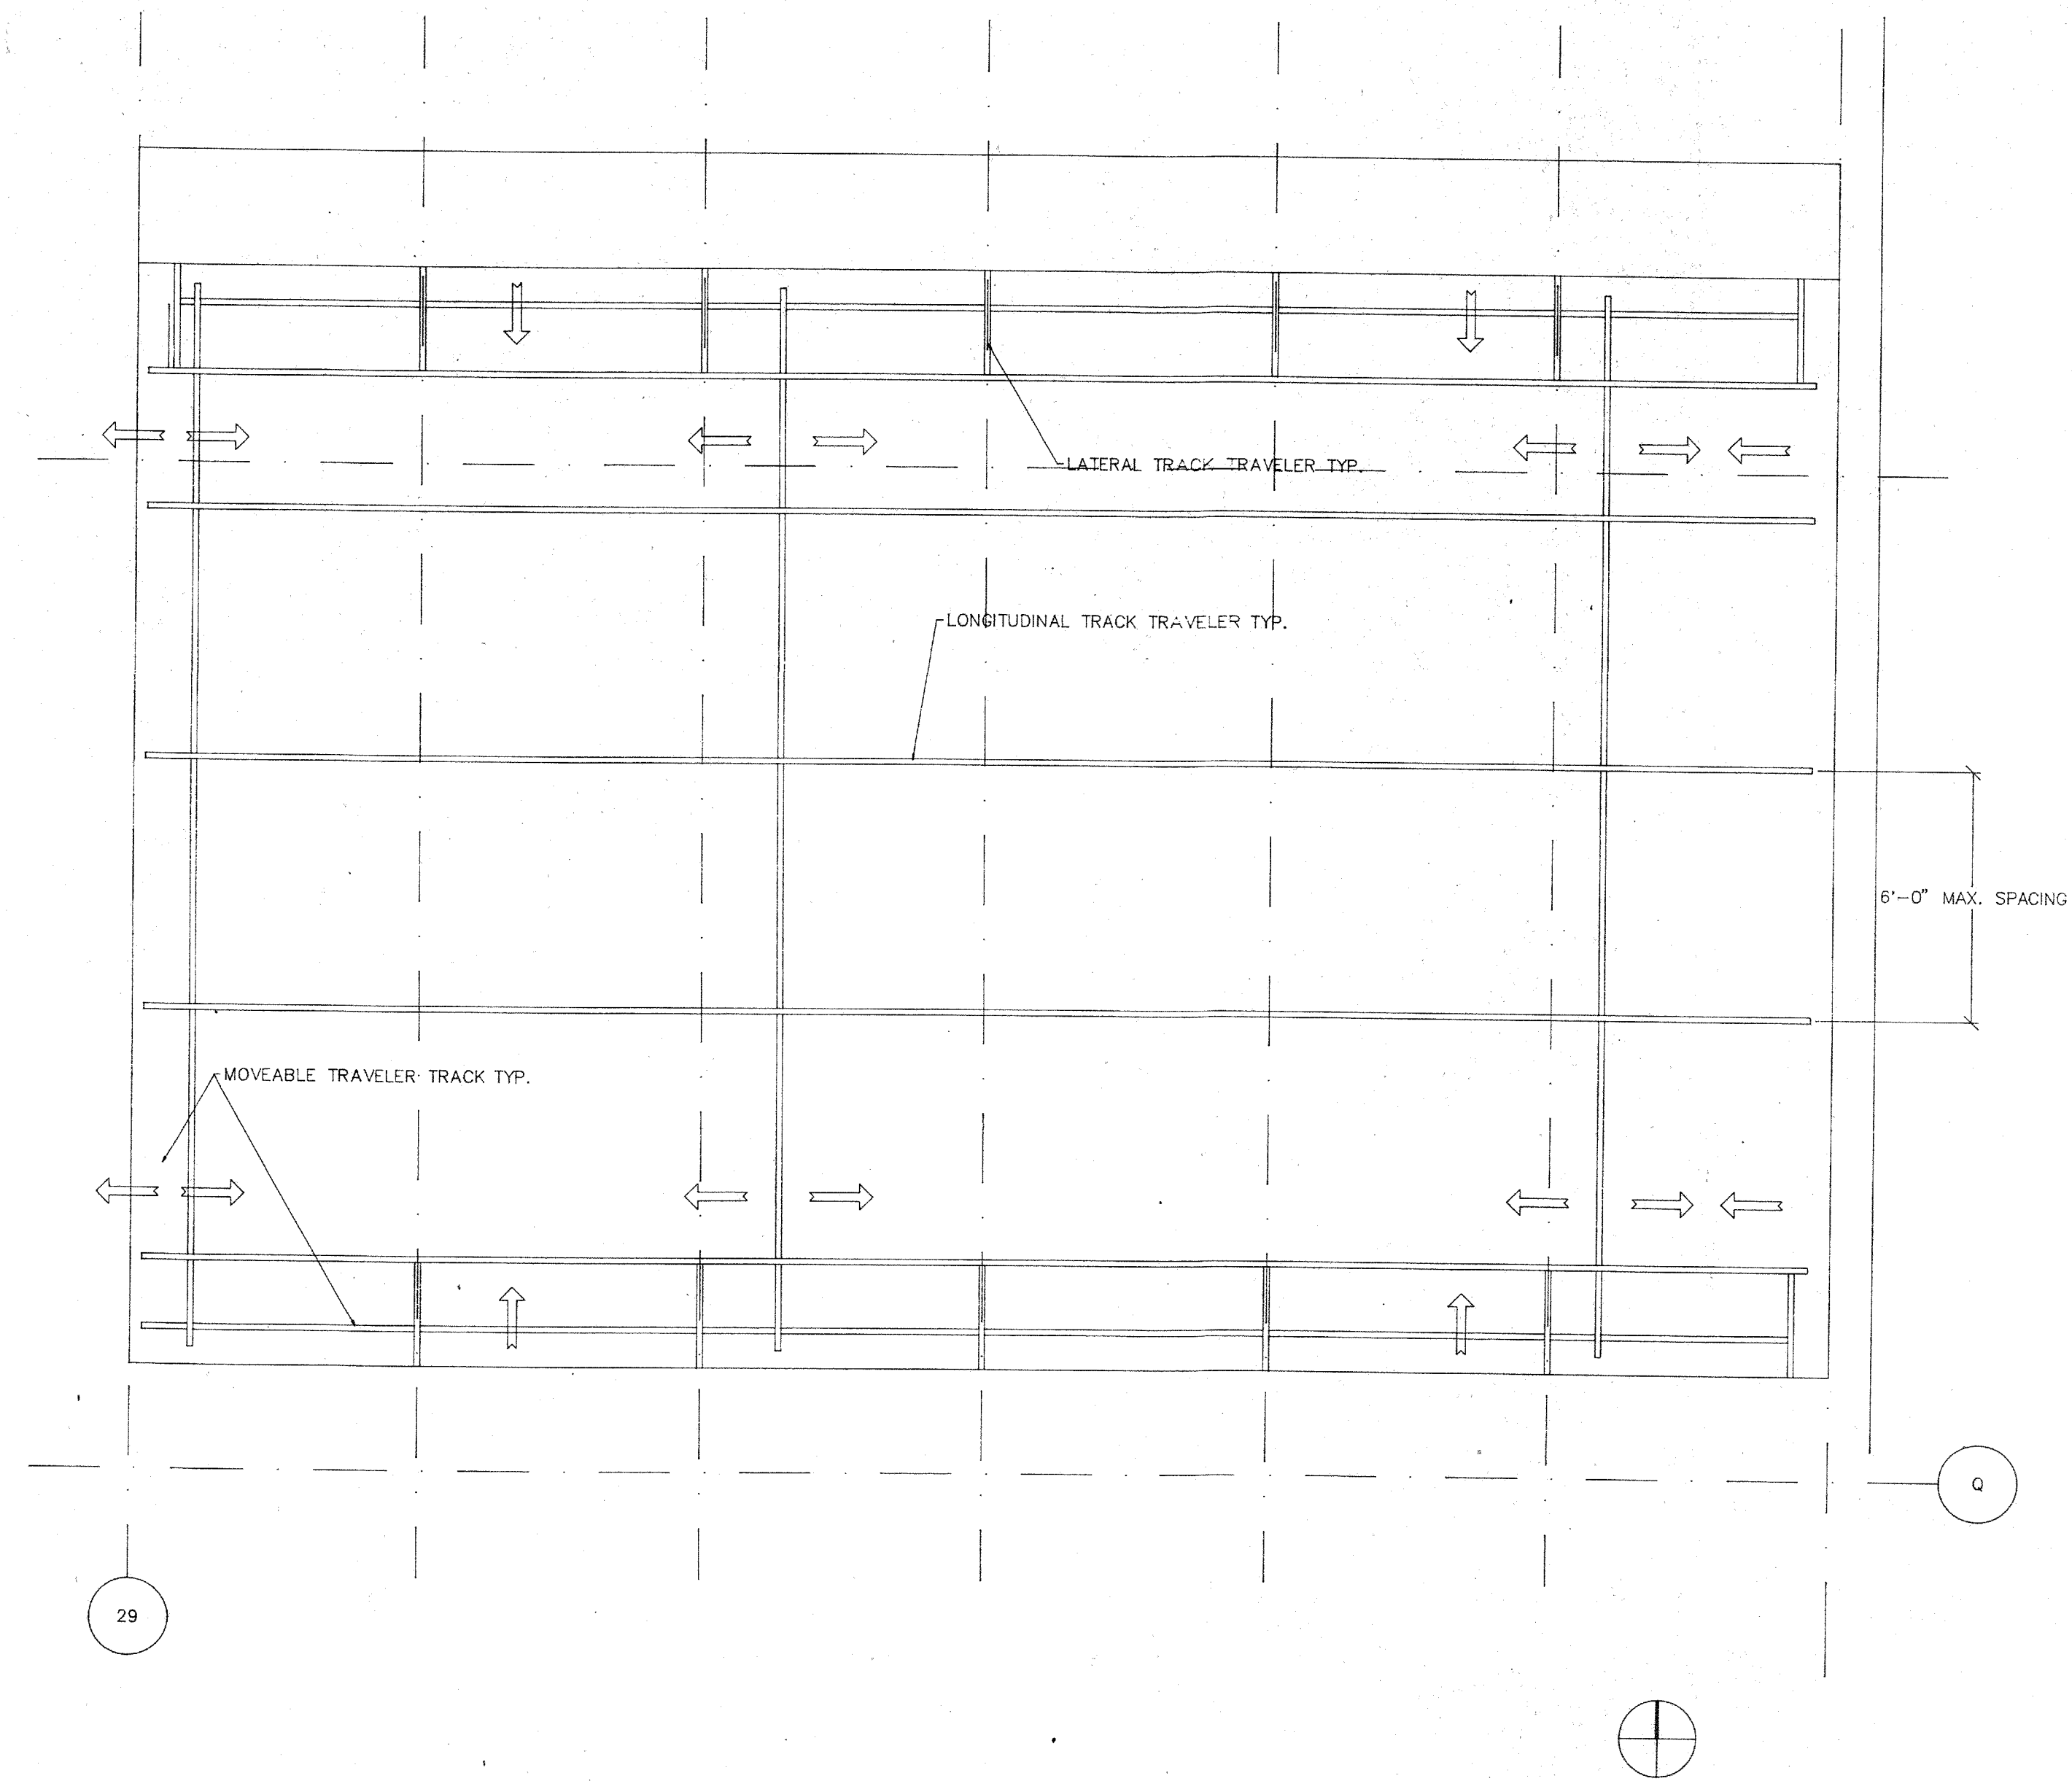 LATERAL TRACK TRAVELER TYP.
LONGITUDINAL TRACK TRAVELER TYP.
6'-0" MAX. SPACING
MOVEABLE TRAVELER TRACK TYP.
Q
29